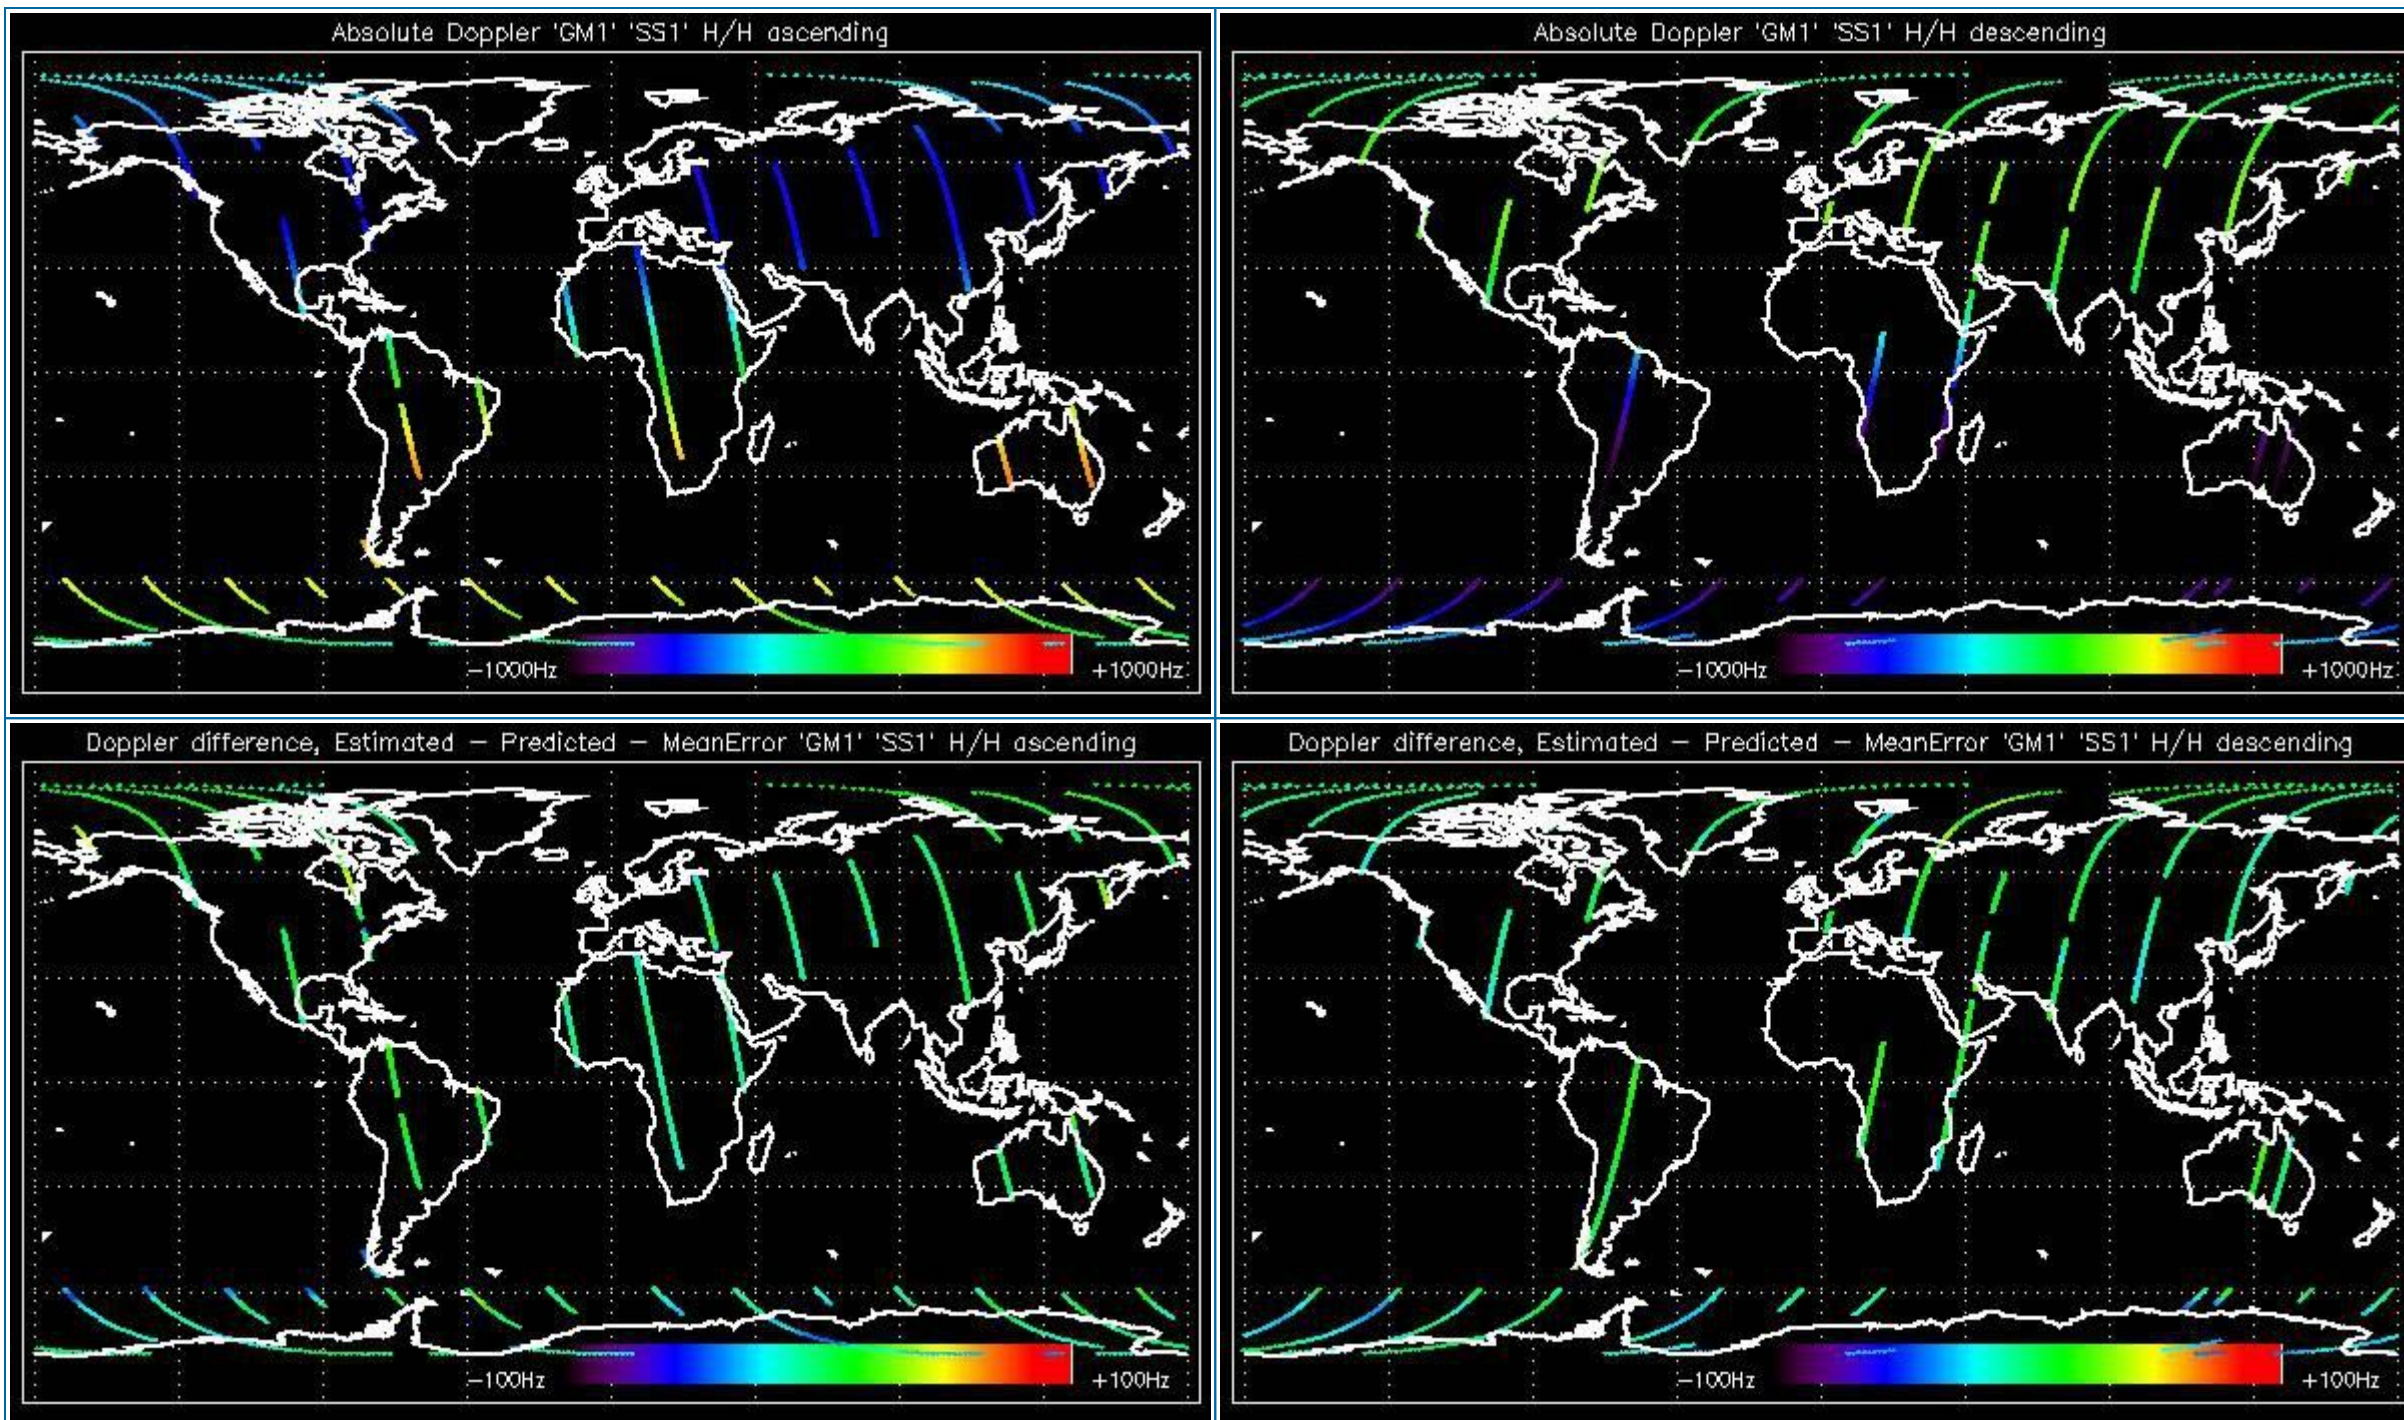 Absolute Doppler 'GM1' 'SS1' H/H ascending
−1000Hz
+1000Hz
Absolute Doppler 'GM1' 'SS1' H/H descending
−1000Hz
+1000Hz
Doppler difference, Estimated − Predicted − MeanError 'GM1' 'SS1' H/H ascending
−100Hz
+100Hz
Doppler difference, Estimated − Predicted − MeanError 'GM1' 'SS1' H/H descending
−100Hz
+100Hz